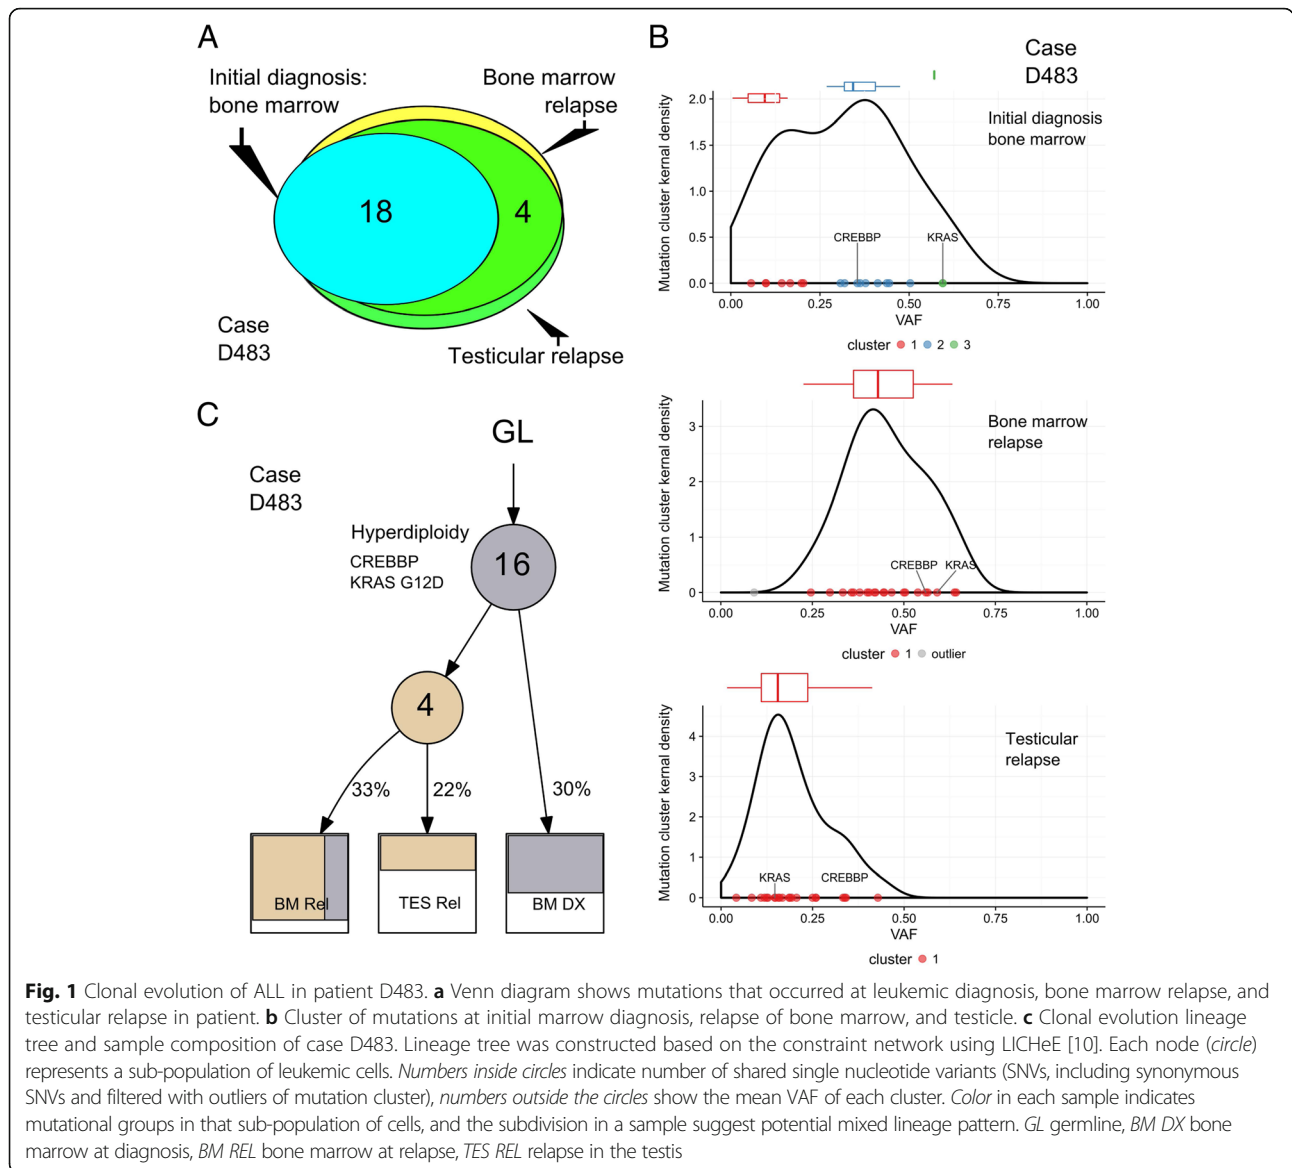 A
Initial diagnosis:
bone marrow
Bone marrow
relapse
18
4
Case
D483
Testicular relapse
B
Case
D483
Initial diagnosis
bone marrow
Mutation cluster kernel density
2.0
1.5
1.0
0.5
0.0
CREBBP
KRAS
0.00 0.25 0.50 0.75 1.00
VAF
cluster 1 2 3
Bone marrow
relapse
Mutation cluster kernel density
3
2
1
0
CREBBP
KRAS
0.00 0.25 0.50 0.75 1.00
VAF
cluster 1 outlier
Testicular
relapse
Mutation cluster kernel density
4
3
2
1
0
KRAS
CREBBP
0.00 0.25 0.50 0.75 1.00
VAF
cluster 1
C
GL
Case
D483
Hyperdiploidy
CREBBP
KRAS G12D
16
4
33%
22%
30%
BM Rel
TES Rel
BM DX
Fig. 1 Clonal evolution of ALL in patient D483. a Venn diagram shows mutations that occurred at leukemic diagnosis, bone marrow relapse, and
testicular relapse in patient. b Cluster of mutations at initial marrow diagnosis, relapse of bone marrow, and testicle. c Clonal evolution lineage
tree and sample composition of case D483. Lineage tree was constructed based on the constraint network using LICHeE [10]. Each node (circle)
represents a sub-population of leukemic cells. Numbers inside circles indicate number of shared single nucleotide variants (SNVs, including synonymous
SNVs and filtered with outliers of mutation cluster), numbers outside the circles show the mean VAF of each cluster. Color in each sample indicates
mutational groups in that sub-population of cells, and the subdivision in a sample suggest potential mixed lineage pattern. GL germline, BM DX bone
marrow at diagnosis, BM REL bone marrow at relapse, TES REL relapse in the testis